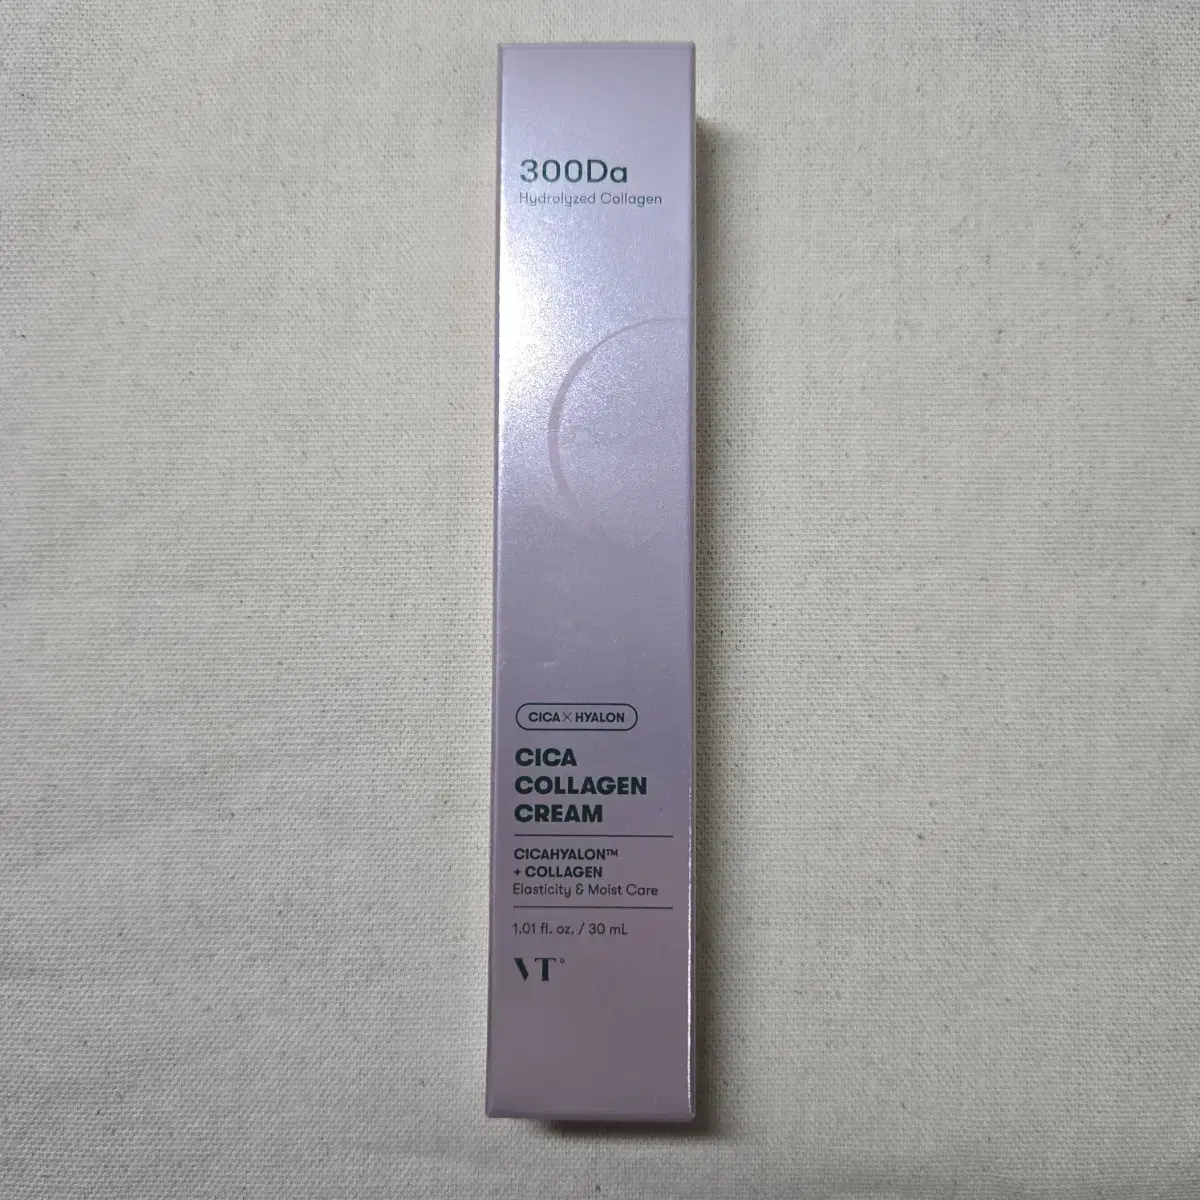 300Da
Hydrolyzed Collagen
CICA × HYALON
CICA
COLLAGEN
CREAM
CICAHYALON™
+ COLLAGEN
Elasticity & Moist Care
1.01 fl. oz. / 30 mL
VT°